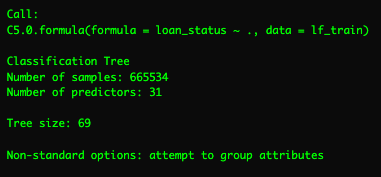 Call:
C5.0.formula(formula = loan_status ~ ., data = lf_train)
Classification Tree
Number of samples: 665534
Number of predictors: 31
Tree size: 69
Non-standard options: attempt to group attributes